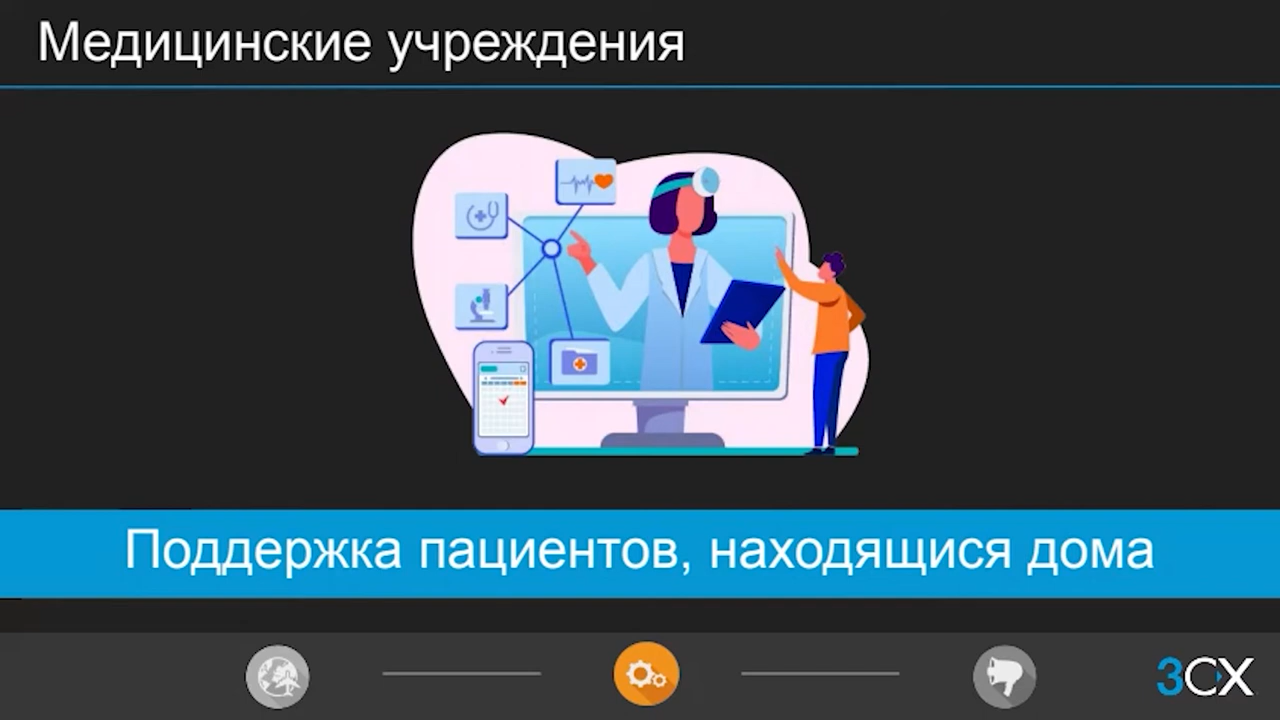 Медицинские учреждения
Поддержка пациентов, находящися дома
3CX